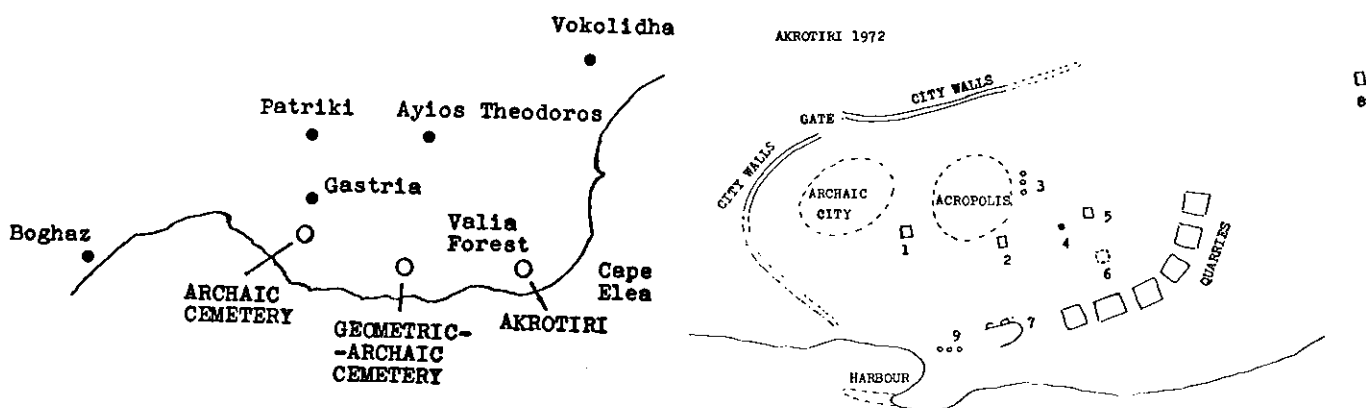 Vokolidha
Patriki
Ayios Theodoros
Gastria
Boghaz
Valia
Forest
Cape
Elea
ARCHAIC
CEMETERY
GEOMETRIC-
-ARCHAIC
CEMETERY
AKROTIRI
AKROTIRI 1972
CITY WALLS
GATE
CITY WALLS
ARCHAIC
CITY
ACROPOLIS
QUARRIES
HARBOUR
1
2
3
4
5
6
7
8
9